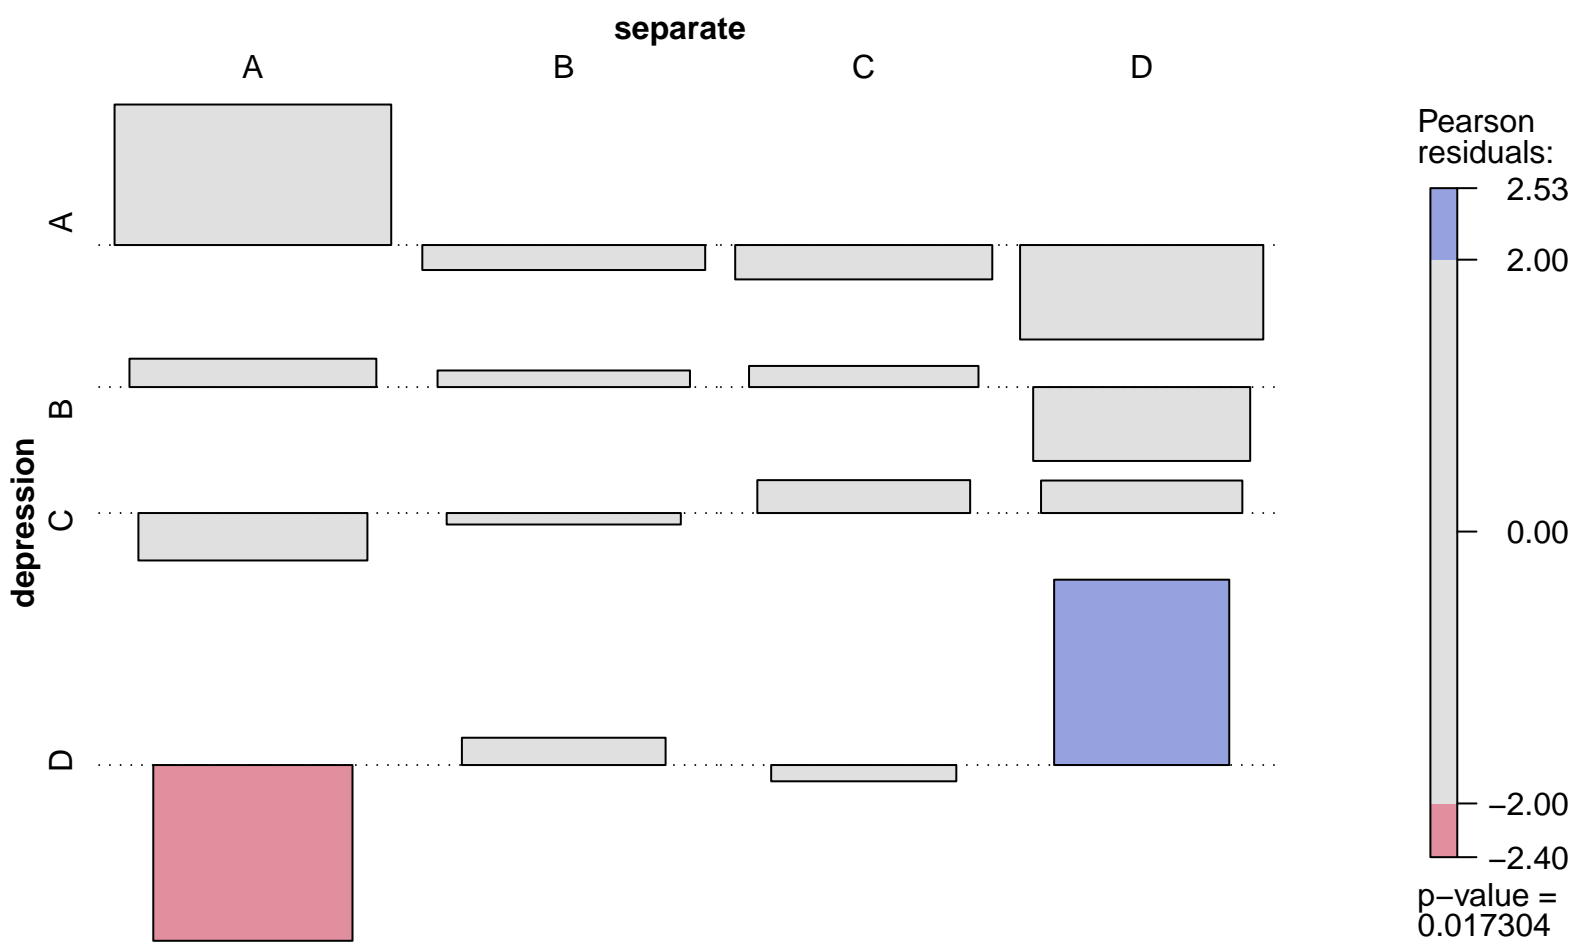 separate
A B C D
A
B
C
D
depression
Pearson
residuals:
2.53
2.00
0.00
−2.00
−2.40
p−value =
0.017304